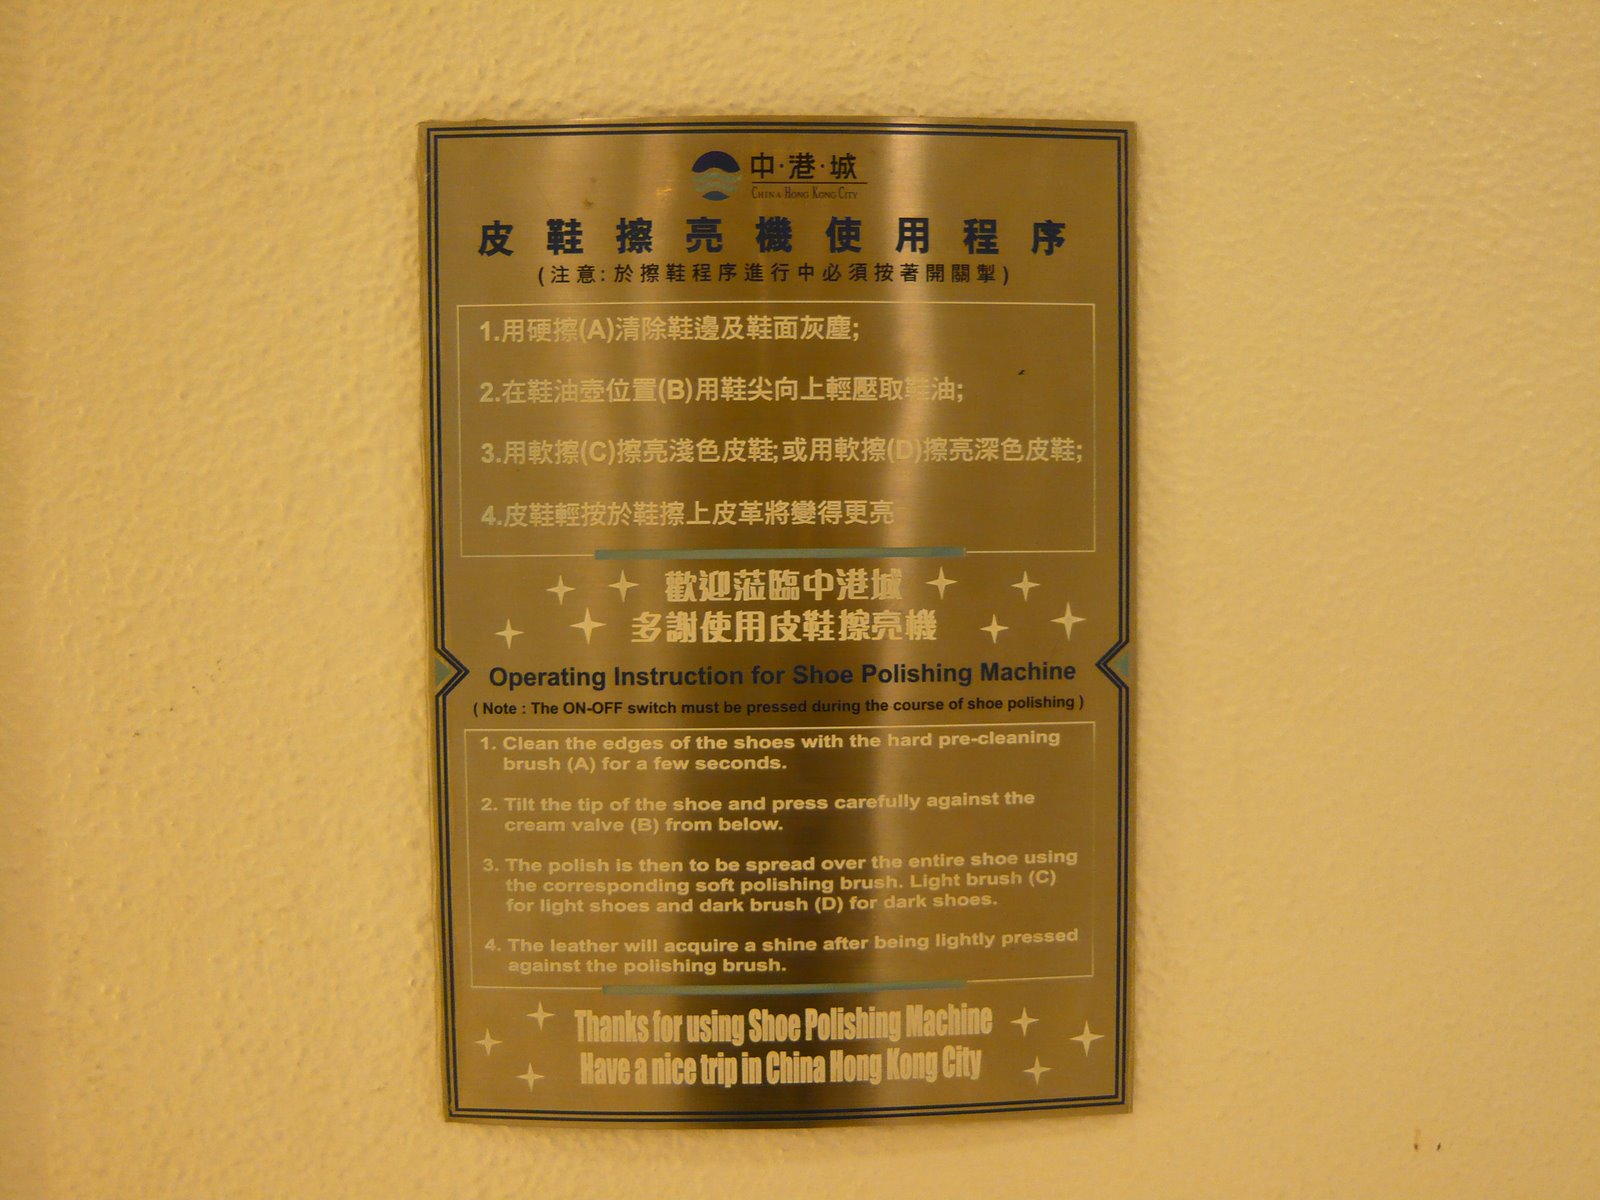 中·港·城
CHINA HONG KONG CITY
皮鞋擦亮機使用程序
(注意:於擦鞋程序進行中必須按著開關掣)
1.用硬擦(A)清除鞋邊及鞋面灰塵;
2.在鞋油壺位置(B)用鞋尖向上輕壓取鞋油;
3.用軟擦(C)擦亮淺色皮鞋;或用軟擦(D)擦亮深色皮鞋;
4.皮鞋輕按於鞋擦上皮革將變得更亮
歡迎蒞臨中港城
多謝使用皮鞋擦亮機
Operating Instruction for Shoe Polishing Machine
( Note : The ON-OFF switch must be pressed during the course of shoe polishing )
1. Clean the edges of the shoes with the hard pre-cleaning
brush (A) for a few seconds.
2. Tilt the tip of the shoe and press carefully against the
cream valve (B) from below.
3. The polish is then to be spread over the entire shoe using
the corresponding soft polishing brush. Light brush (C)
for light shoes and dark brush (D) for dark shoes.
4. The leather will acquire a shine after being lightly pressed
against the polishing brush.
Thanks for using Shoe Polishing Machine
Have a nice trip in China Hong Kong City